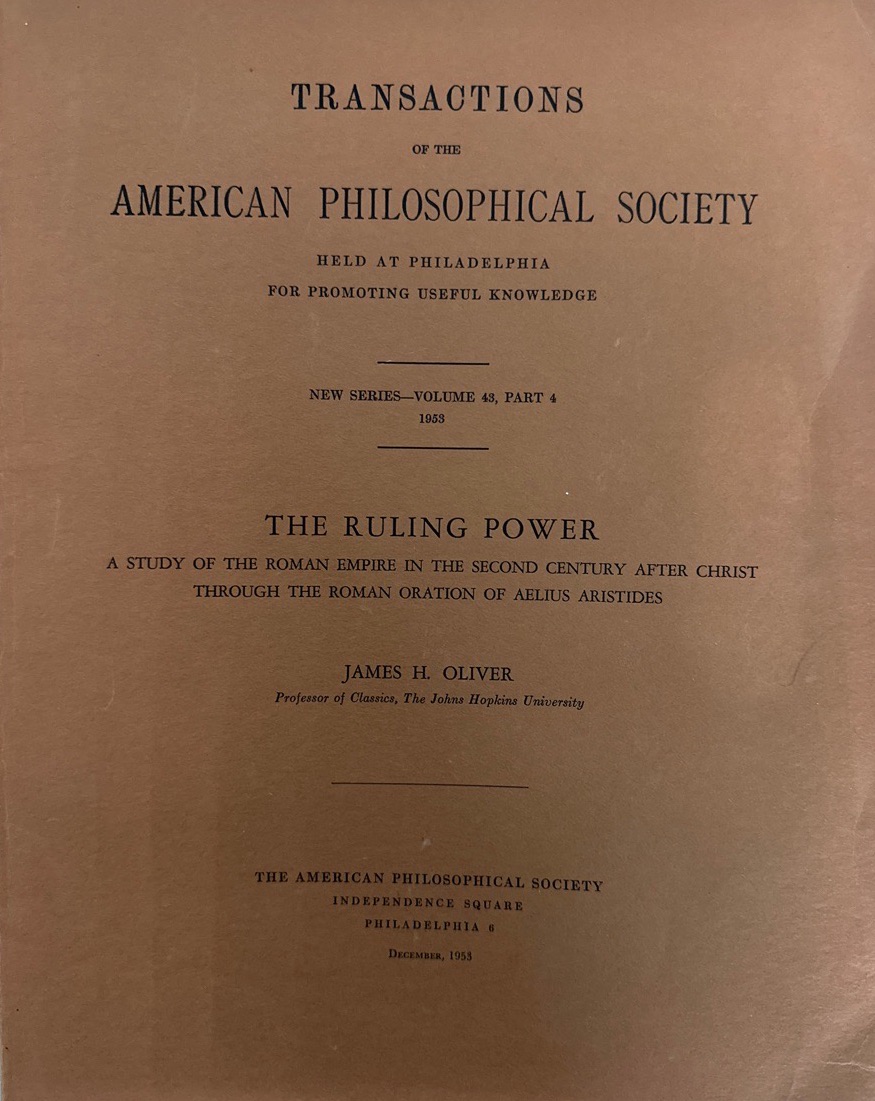 TRANSACTIONS
OF THE
AMERICAN PHILOSOPHICAL SOCIETY
HELD AT PHILADELPHIA
FOR PROMOTING USEFUL KNOWLEDGE
NEW SERIES—VOLUME 43, PART 4
1953
THE RULING POWER
A STUDY OF THE ROMAN EMPIRE IN THE SECOND CENTURY AFTER CHRIST
THROUGH THE ROMAN ORATION OF AELIUS ARISTIDES
JAMES H. OLIVER
Professor of Classics, The Johns Hopkins University
THE AMERICAN PHILOSOPHICAL SOCIETY
INDEPENDENCE SQUARE
PHILADELPHIA 6
DECEMBER, 1953